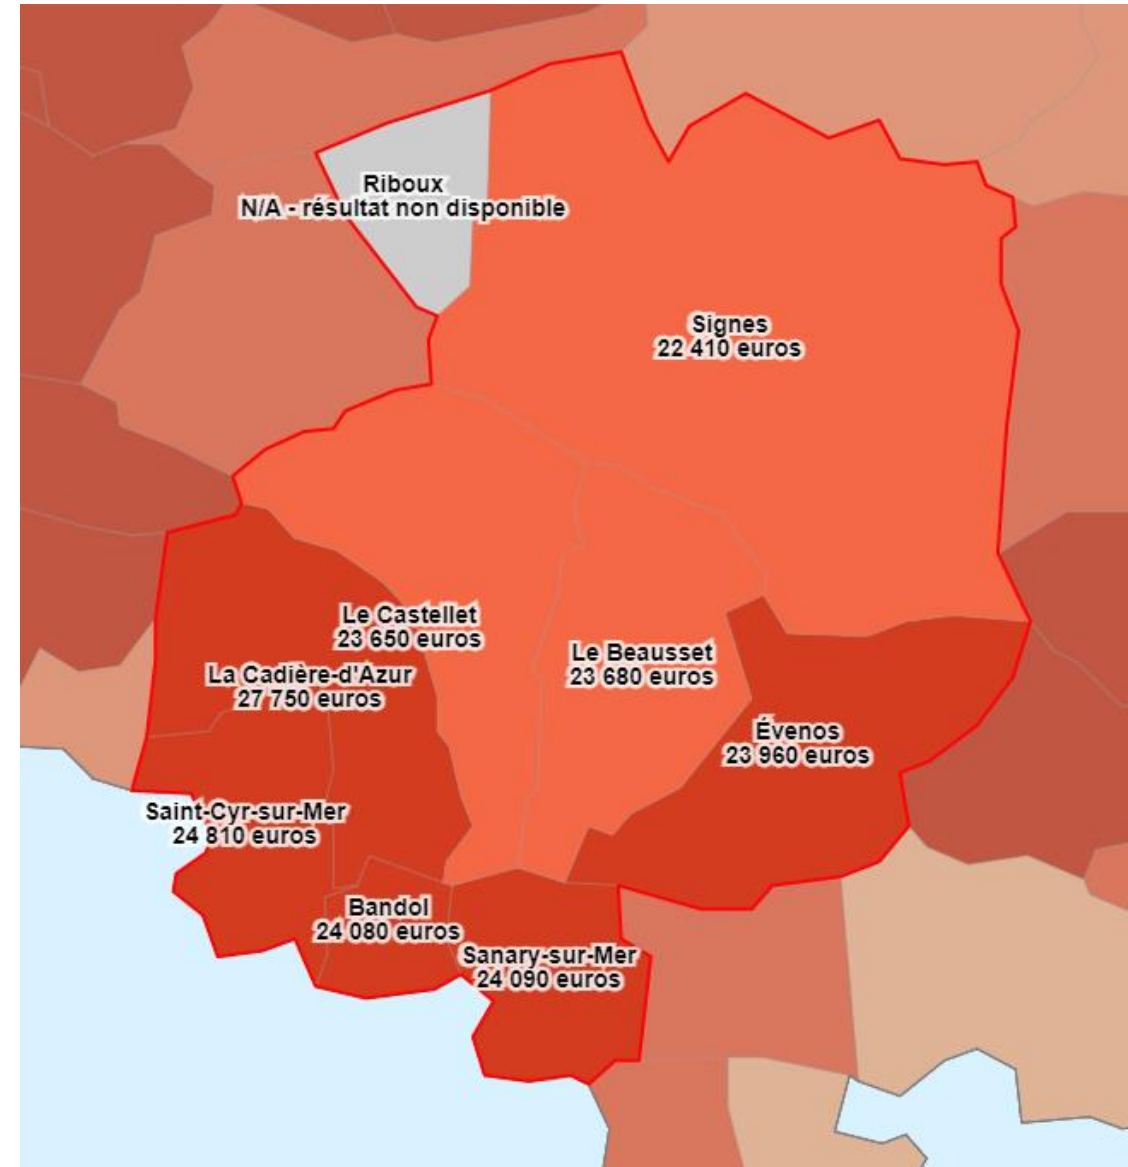 Riboux
N/A - résultat non disponible
Signes
22 410 euros
Le Castellet
23 650 euros
Le Beausset
23 680 euros
La Cadière-d'Azur
27 750 euros
Évenos
23 960 euros
Saint-Cyr-sur-Mer
24 810 euros
Bandol
24 080 euros
Sanary-sur-Mer
24 090 euros